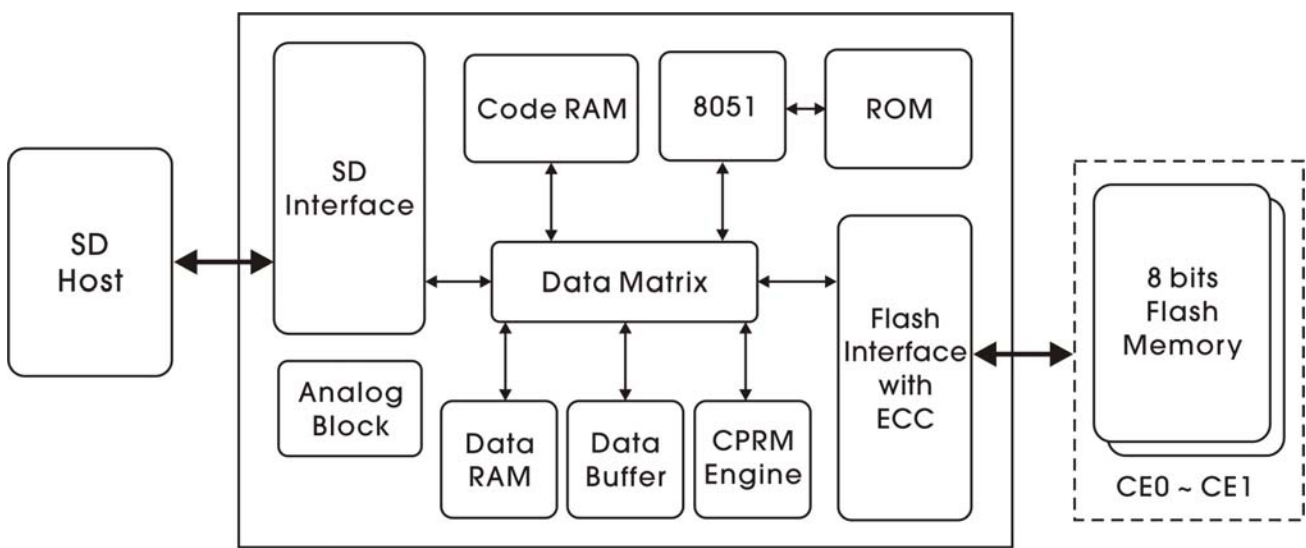 SD
Host
SD
Interface
Analog
Block
Code RAM
8051
ROM
Data Matrix
Data
RAM
Data
Buffer
CPRM
Engine
Flash
Interface
with
ECC
8 bits
Flash
Memory
CE0 ~ CE1